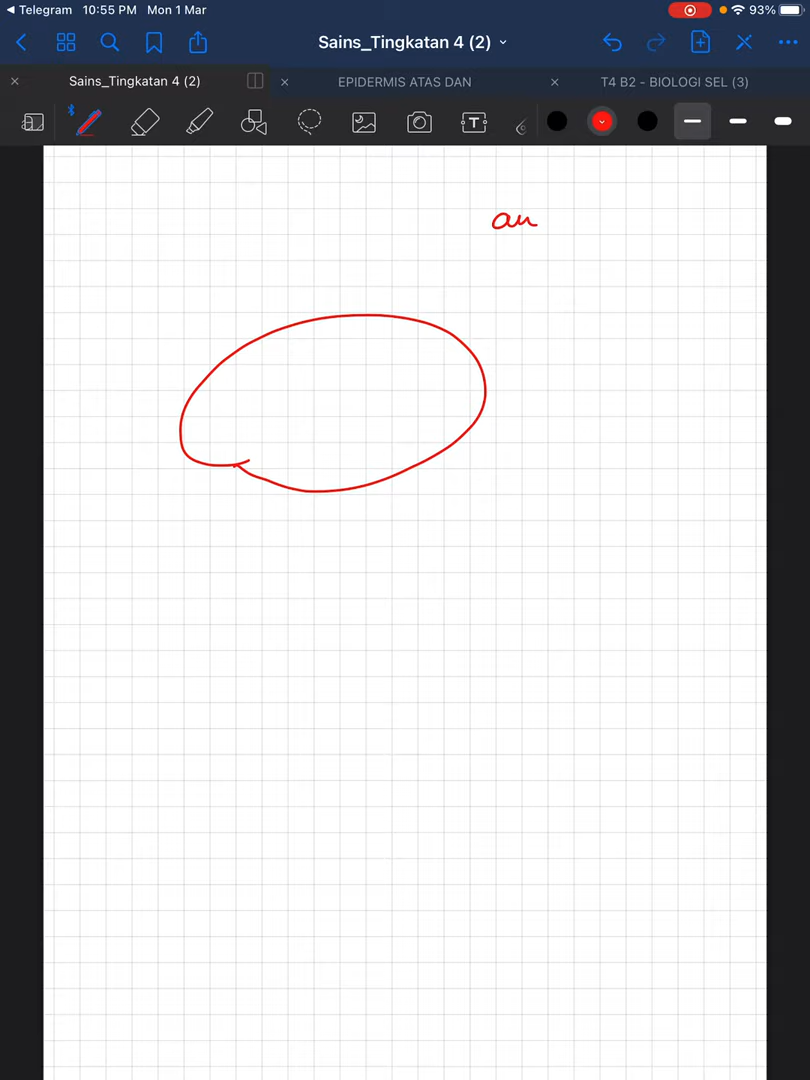 ◀ Telegram 10:55 PM Mon 1 Mar 93%
Sains_Tingkatan 4 (2)
Sains_Tingkatan 4 (2) EPIDERMIS ATAS DAN T4 B2 - BIOLOGI SEL (3)
T
an